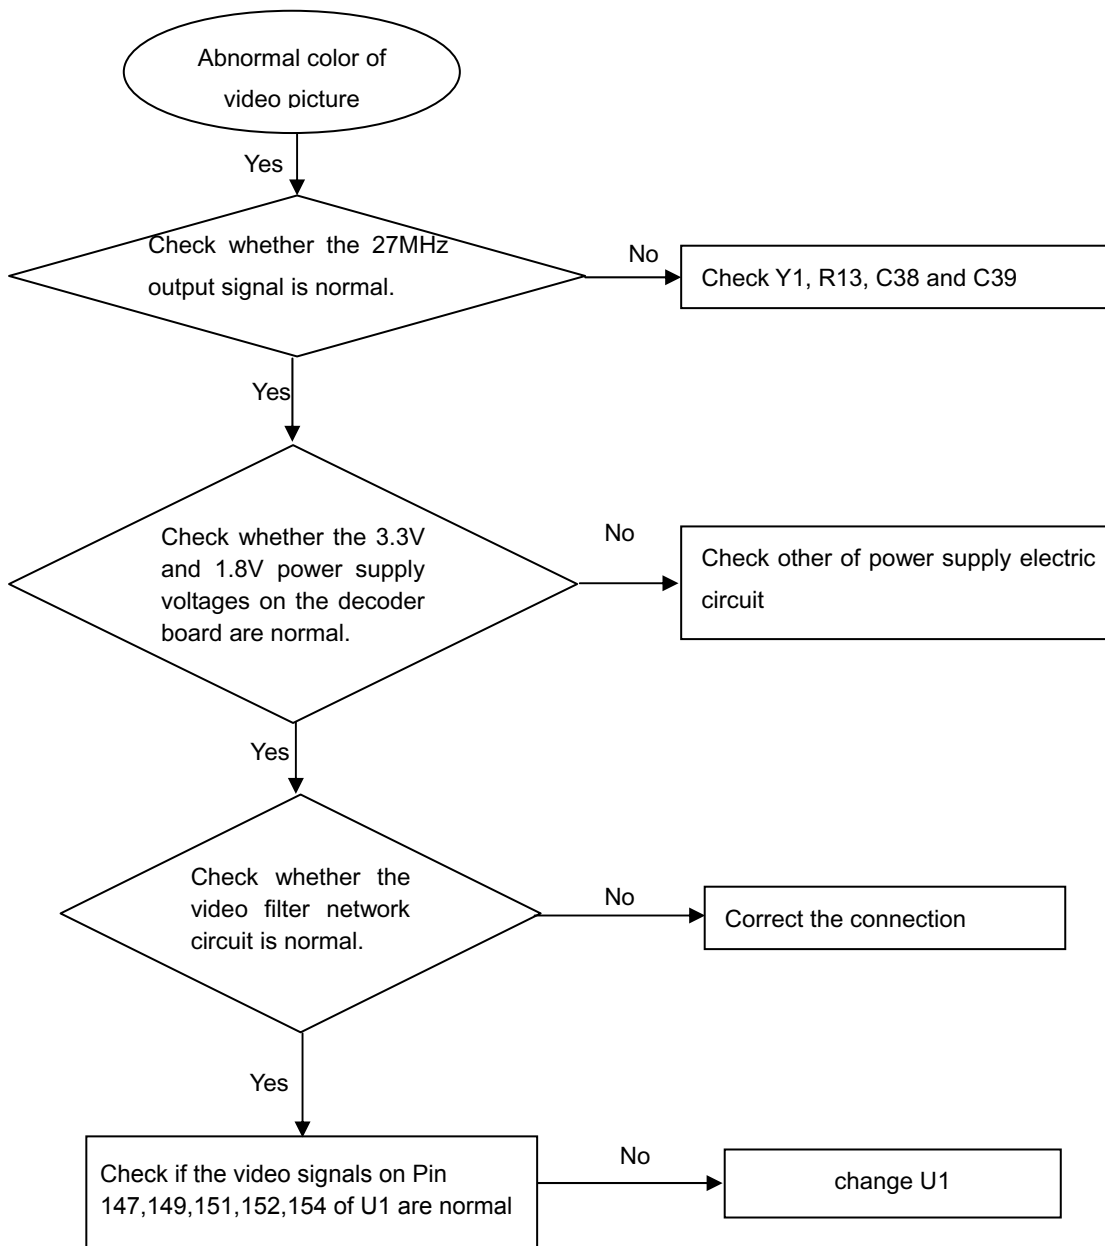 Abnormal color of
video picture
Yes
Check whether the 27MHz
output signal is normal.
No
Check Y1, R13, C38 and C39
Yes
Check whether the 3.3V
and 1.8V power supply
voltages on the decoder
board are normal.
No
Check other of power supply electric
circuit
Yes
Check whether the
video filter network
circuit is normal.
No
Correct the connection
Yes
Check if the video signals on Pin
147,149,151,152,154 of U1 are normal
No
change U1